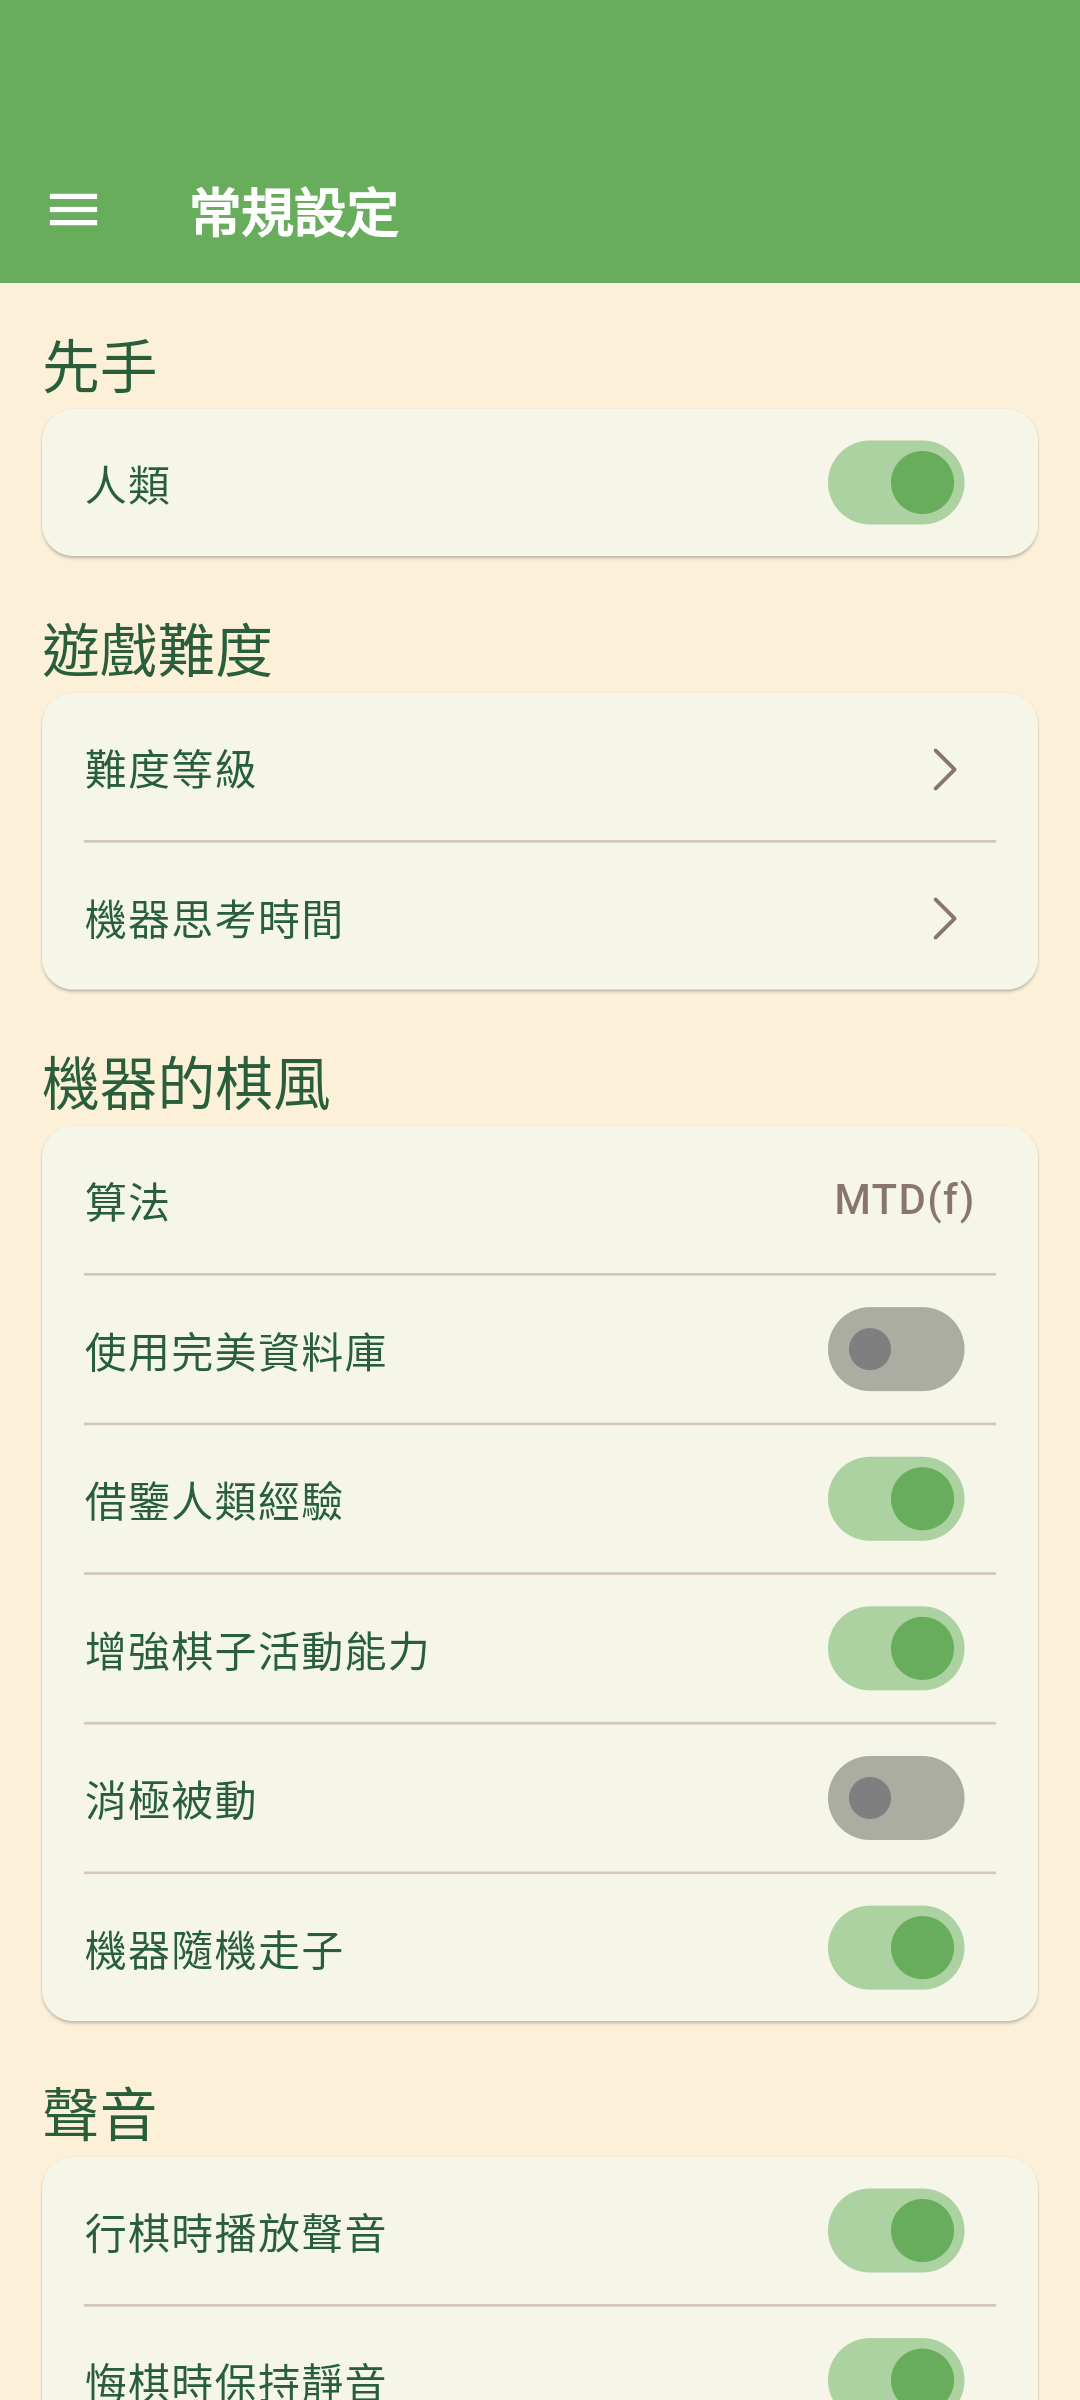 常規設定
先手
人類
遊戲難度
難度等級
機器思考時間
機器的棋風
算法
MTD(f)
使用完美資料庫
借鑒人類經驗
增強棋子活動能力
消極被動
機器隨機走子
聲音
行棋時播放聲音
悔棋時保持靜音